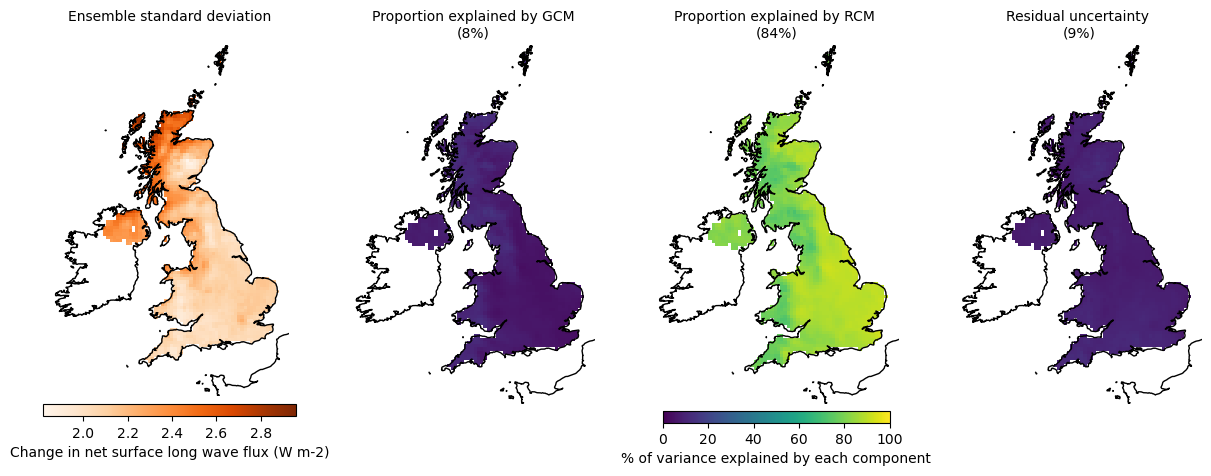 Ensemble standard deviation
Proportion explained by GCM
(8%)
Proportion explained by RCM
(84%)
Residual uncertainty
(9%)
2.0 2.2 2.4 2.6 2.8
Change in net surface long wave flux (W m-2)
0 20 40 60 80 100
% of variance explained by each component